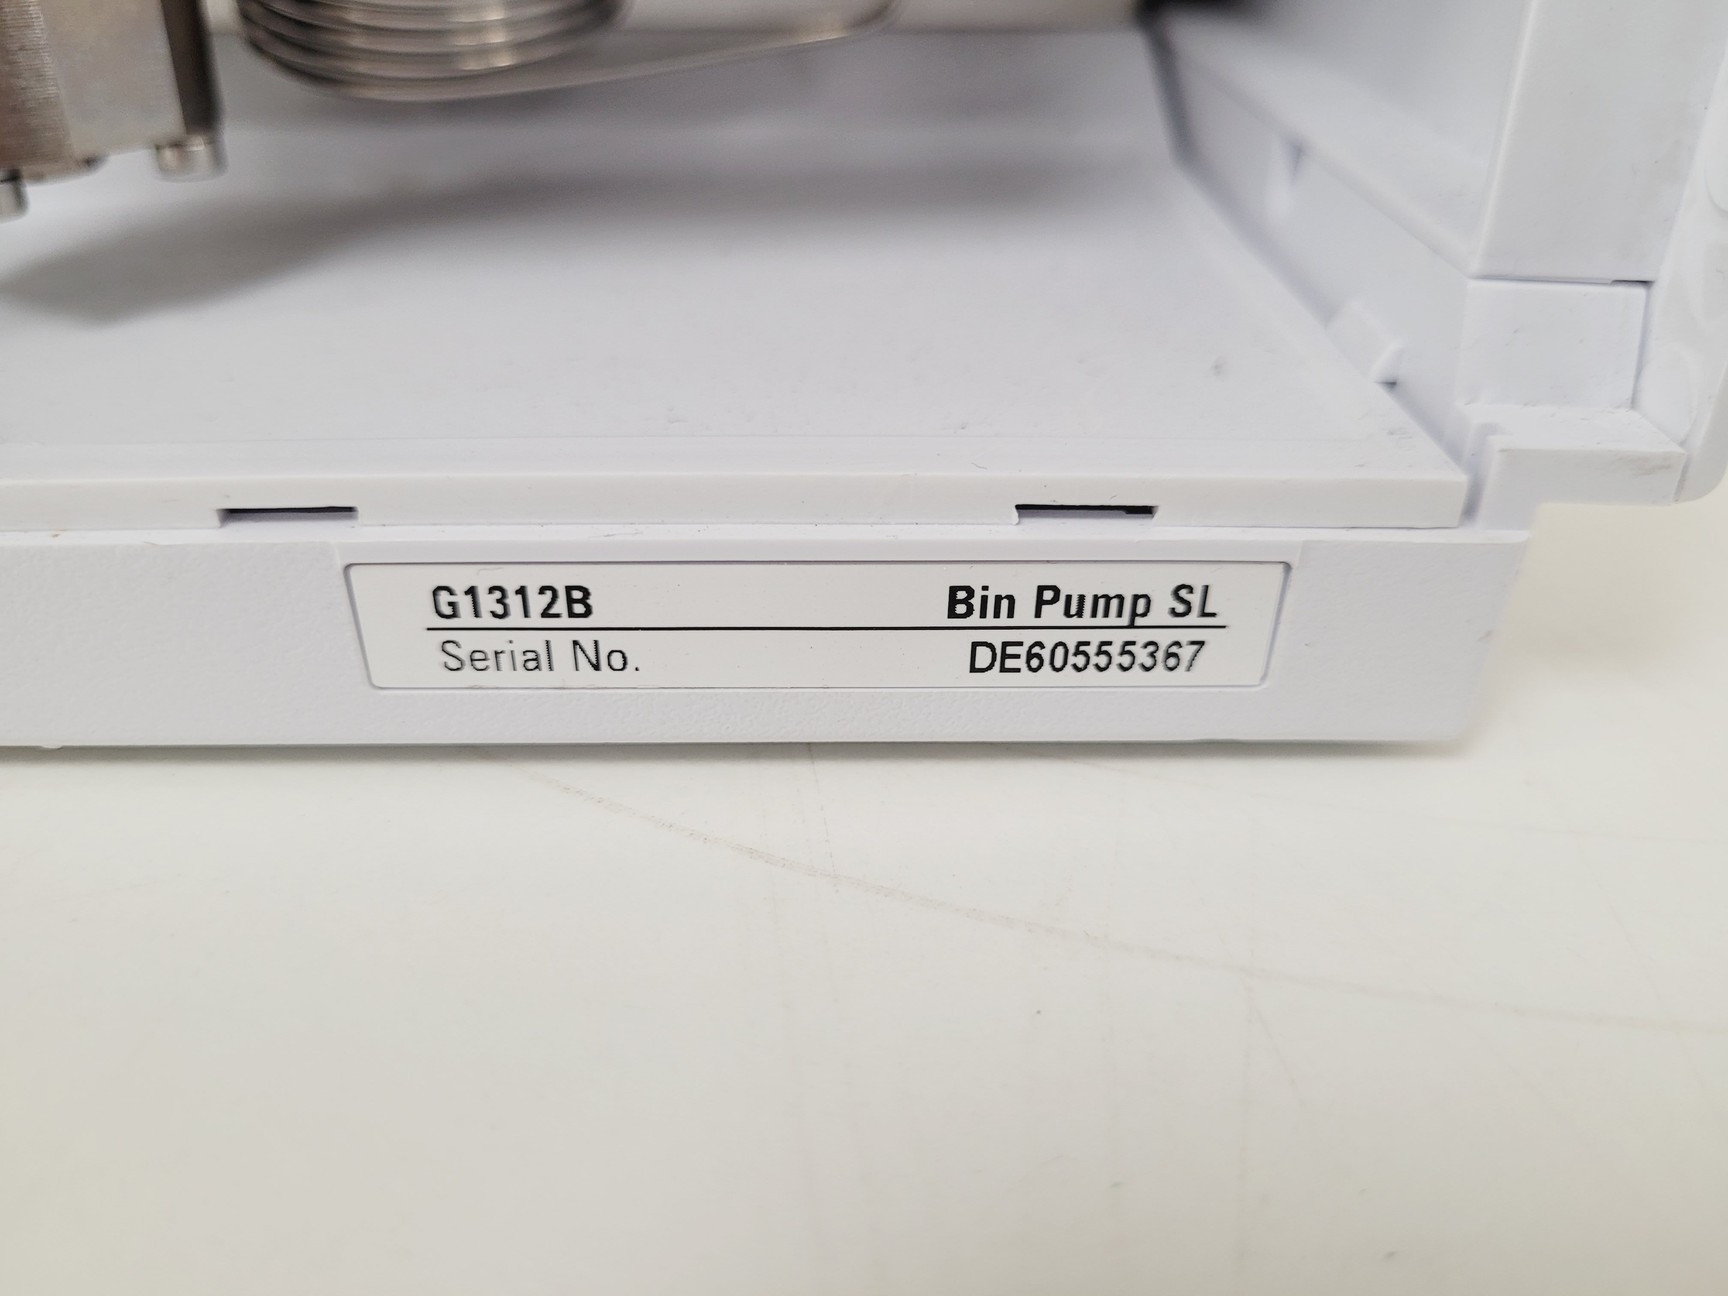 G1312B Bin Pump SL
Serial No. DE60555367